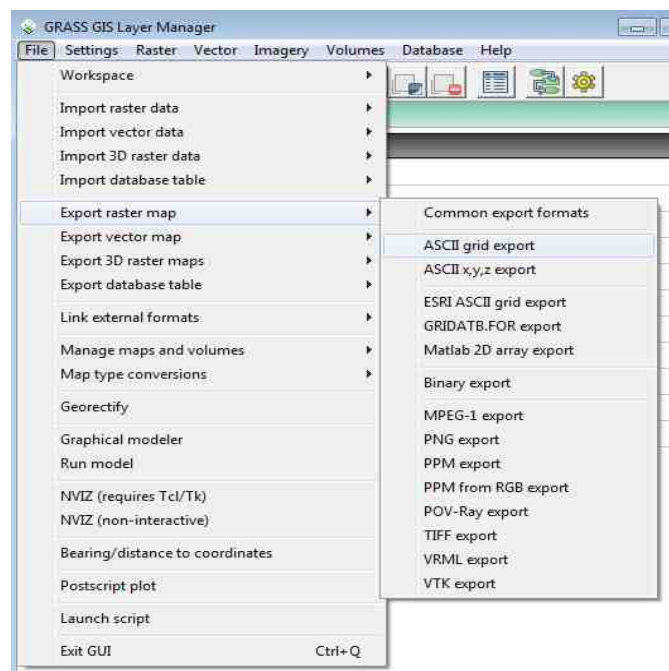 GRASS GIS Layer Manager
File Settings Raster Vector Imagery Volumes Database Help
Workspace
Import raster data
Import vector data
Import 3D raster data
Import database table
Export raster map
Export vector map
Export 3D raster maps
Export database table
Link external formats
Manage maps and volumes
Map type conversions
Georectify
Graphical modeler
Run model
NVIZ (requires Tcl/Tk)
NVIZ (non-interactive)
Bearing/distance to coordinates
Postscript plot
Launch script
Exit GUI Ctrl+Q
Common export formats
ASCII grid export
ASCII x,y,z export
ESRI ASCII grid export
GRIDATB.FOR export
Matlab 2D array export
Binary export
MPEG-1 export
PNG export
PPM export
PPM from RGB export
POV-Ray export
TIFF export
VRML export
VTK export